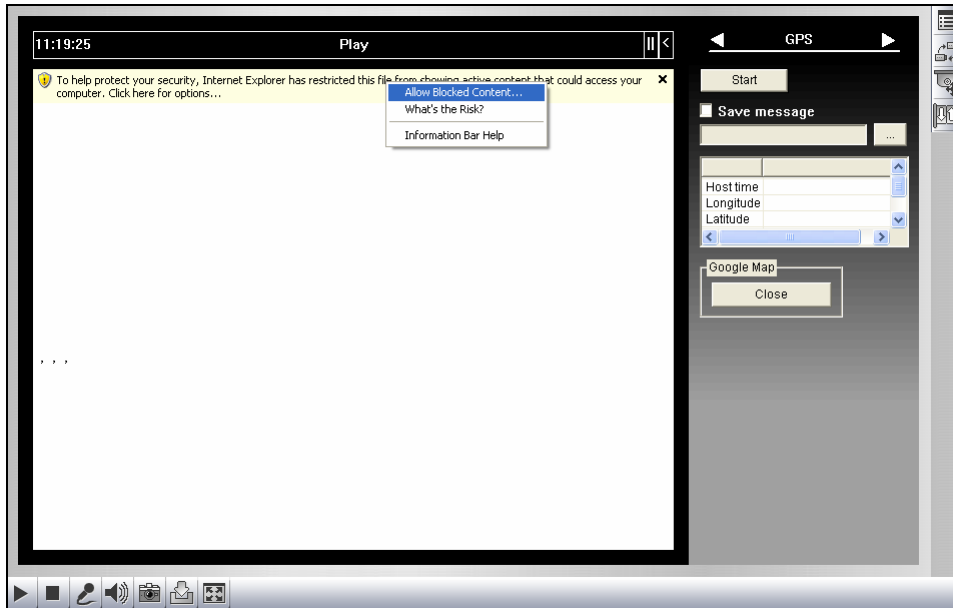 11:19:25
Play
To help protect your security, Internet Explorer has restricted this file from showing active content that could access your
computer. Click here for options...
Allow Blocked Content...
What's the Risk?
Information Bar Help
, , ,
GPS
Start
Save message
...
Host time
Longitude
Latitude
Google Map
Close